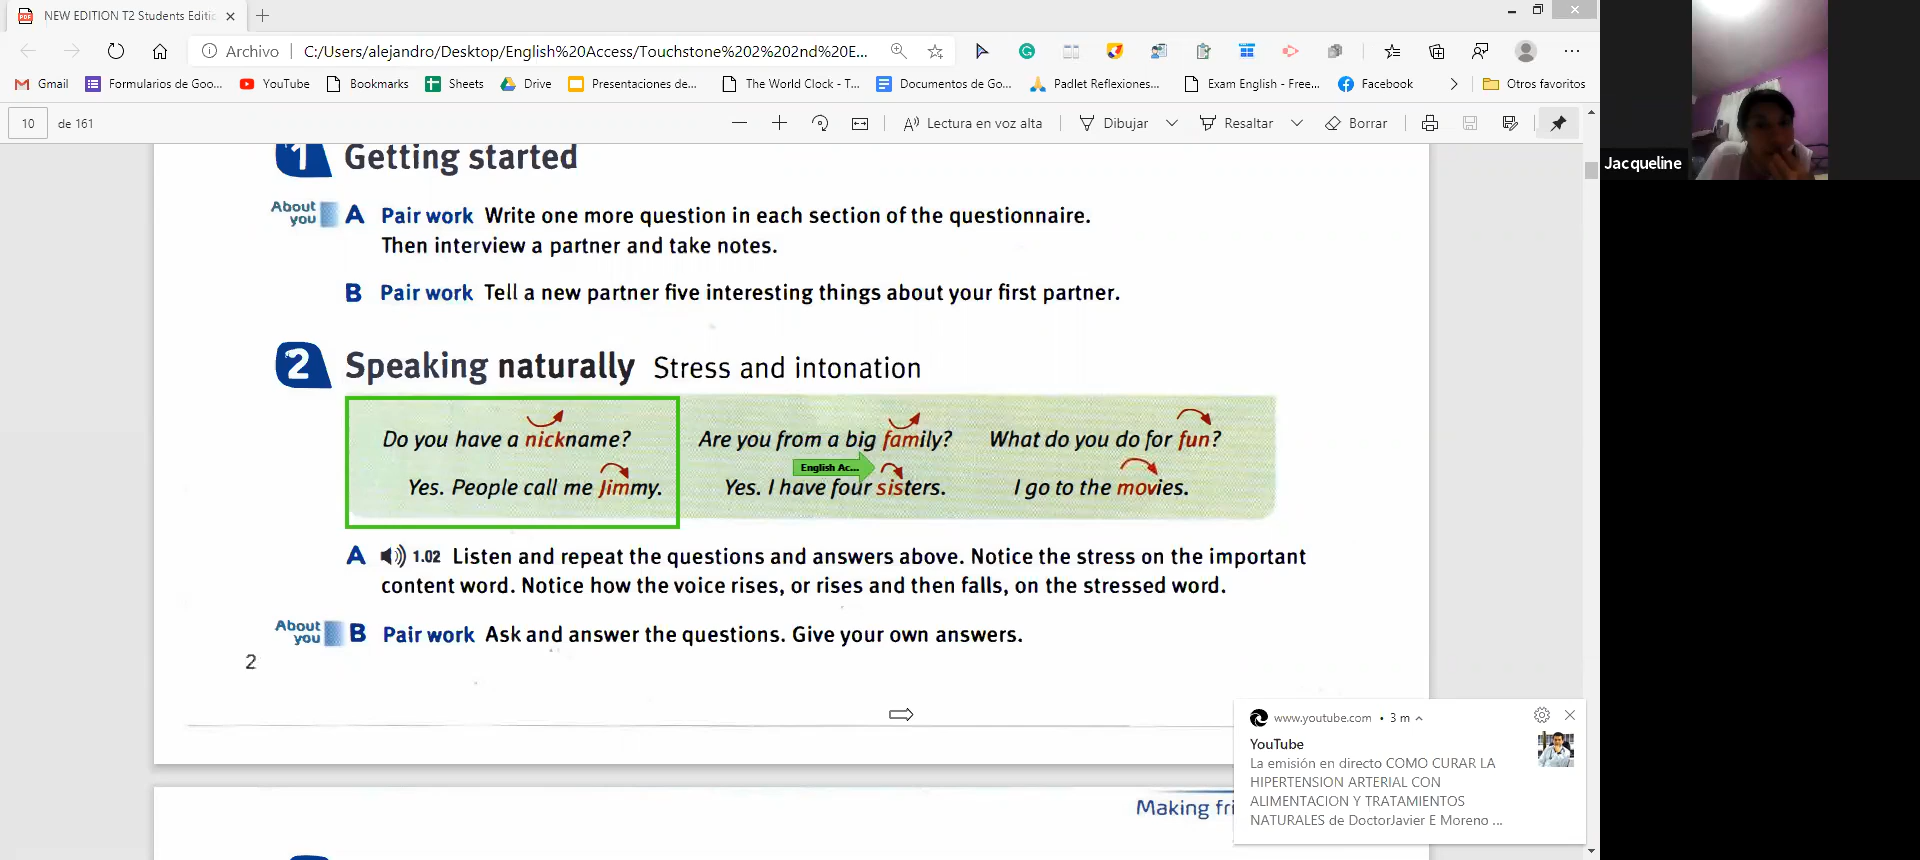 NEW EDITION T2 Students Editic
Archivo
C:/Users/alejandro/Desktop/English%20Access/Touchstone%202%202nd%20E...
Gmail
Formularios de Goo...
YouTube
Bookmarks
Sheets
Drive
Presentaciones de...
The World Clock - T...
Documentos de Go...
Padlet Reflexiones...
Exam English - Free...
Facebook
Otros favoritos
10 de 161
Lectura en voz alta
Dibujar
Resaltar
Borrar
Jacqueline
1 Getting started
About you A Pair work Write one more question in each section of the questionnaire.
Then interview a partner and take notes.
B Pair work Tell a new partner five interesting things about your first partner.
2 Speaking naturally Stress and intonation
Do you have a nickname?
Yes. People call me Jimmy.
Are you from a big family?
English Ac...
Yes. I have four sisters.
What do you do for fun?
I go to the movies.
A 1.02 Listen and repeat the questions and answers above. Notice the stress on the important
content word. Notice how the voice rises, or rises and then falls, on the stressed word.
About you B Pair work Ask and answer the questions. Give your own answers.
2
Making fri
www.youtube.com • 3 m
YouTube
La emisión en directo COMO CURAR LA
HIPERTENSION ARTERIAL CON
ALIMENTACION Y TRATAMIENTOS
NATURALES de DoctorJavier E Moreno ...